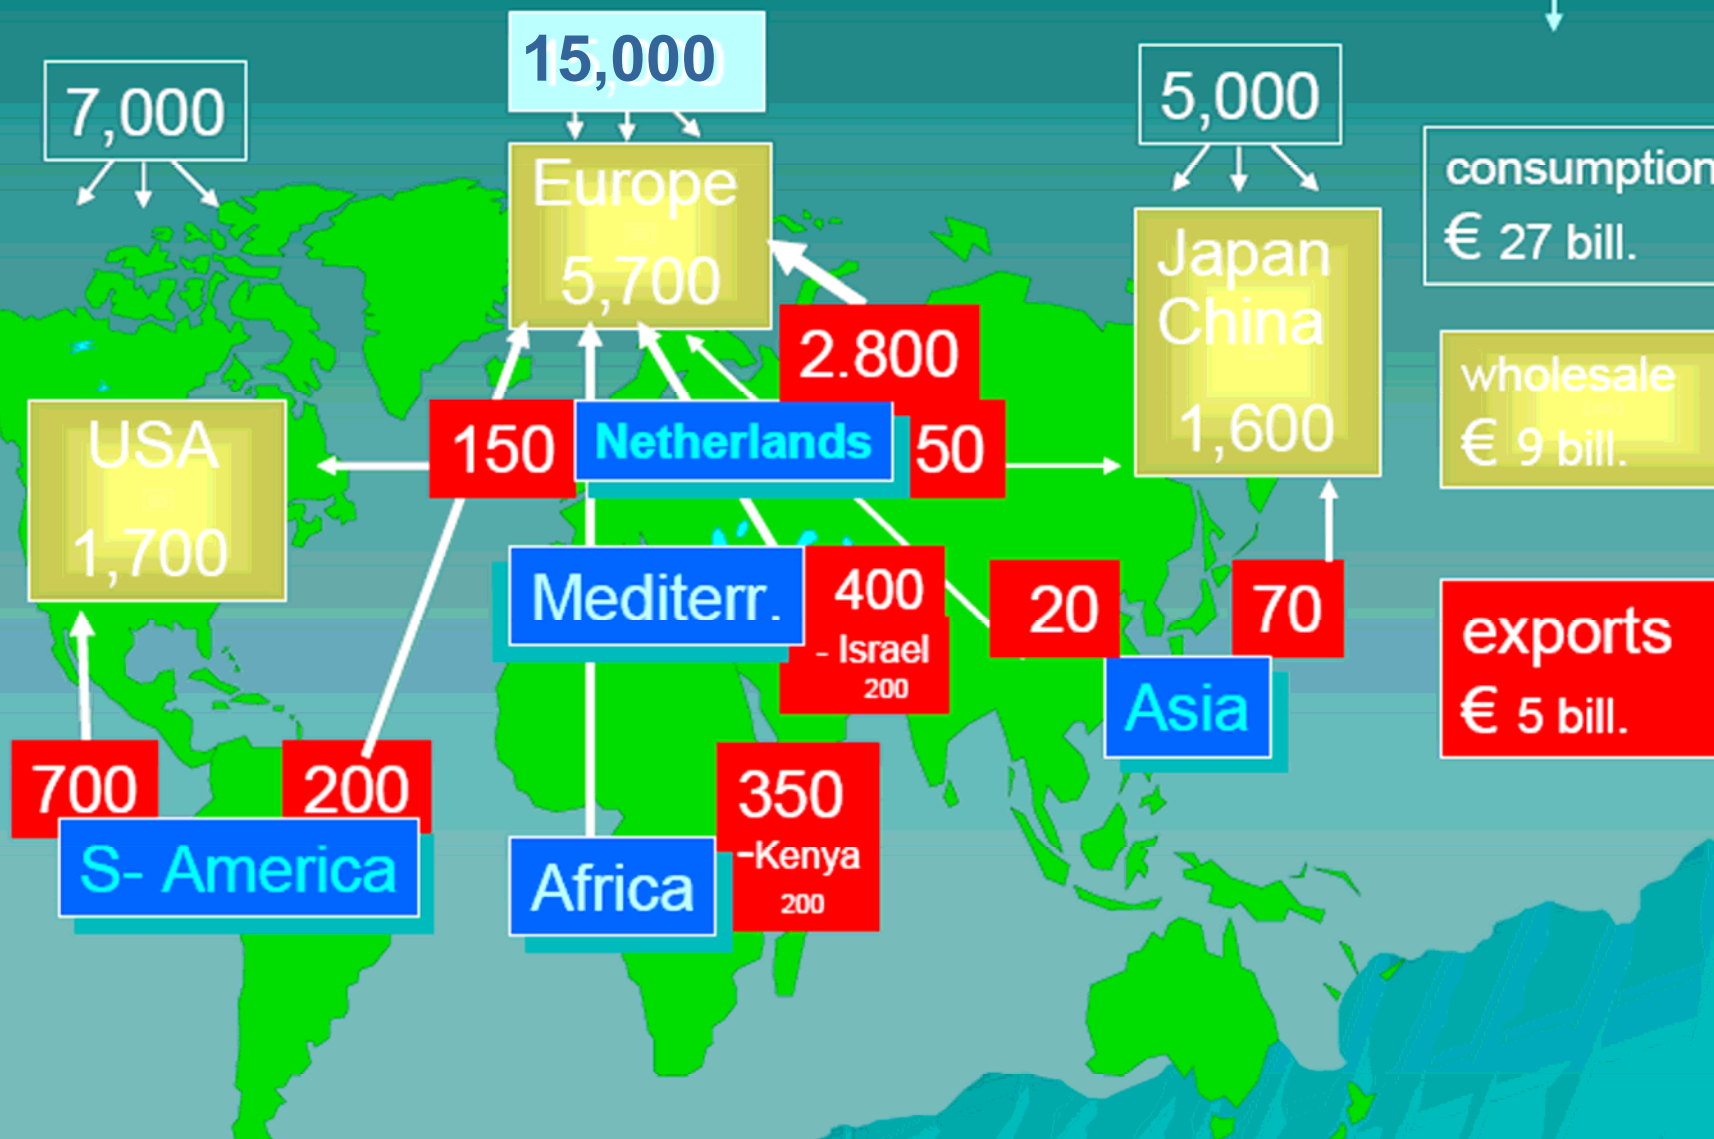 15,000
7,000
5,000
Europe
5,700
Japan
China
1,600
consumption
€ 27 bill.
wholesale
€ 9 bill.
USA
1,700
2.800
150
Netherlands
50
Mediterr.
400
- Israel
200
20
70
exports
€ 5 bill.
Asia
700
200
S- America
350
-Kenya
200
Africa